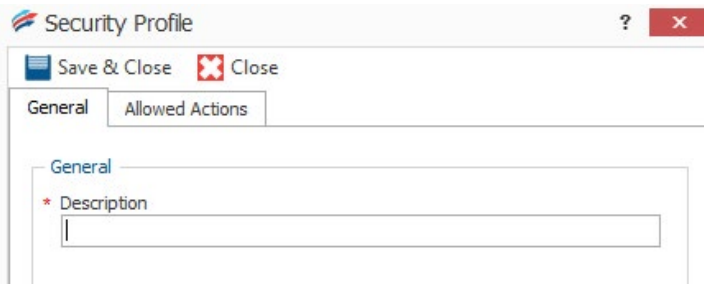 Security Profile ? x
Save & Close Close
General Allowed Actions
General
* Description